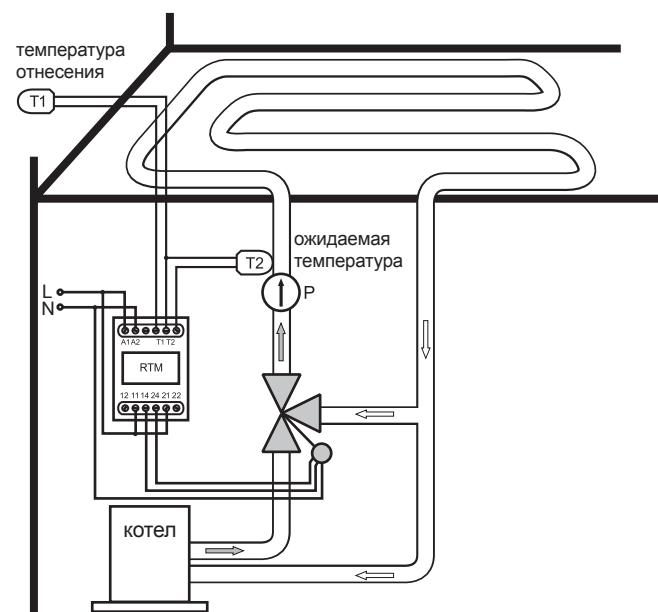 температура
отнесения
T1
ожидаемая
температура
T2
P
L
N
A1 A2 T1 T2
RTM
12 11 14 24 21 22
котел